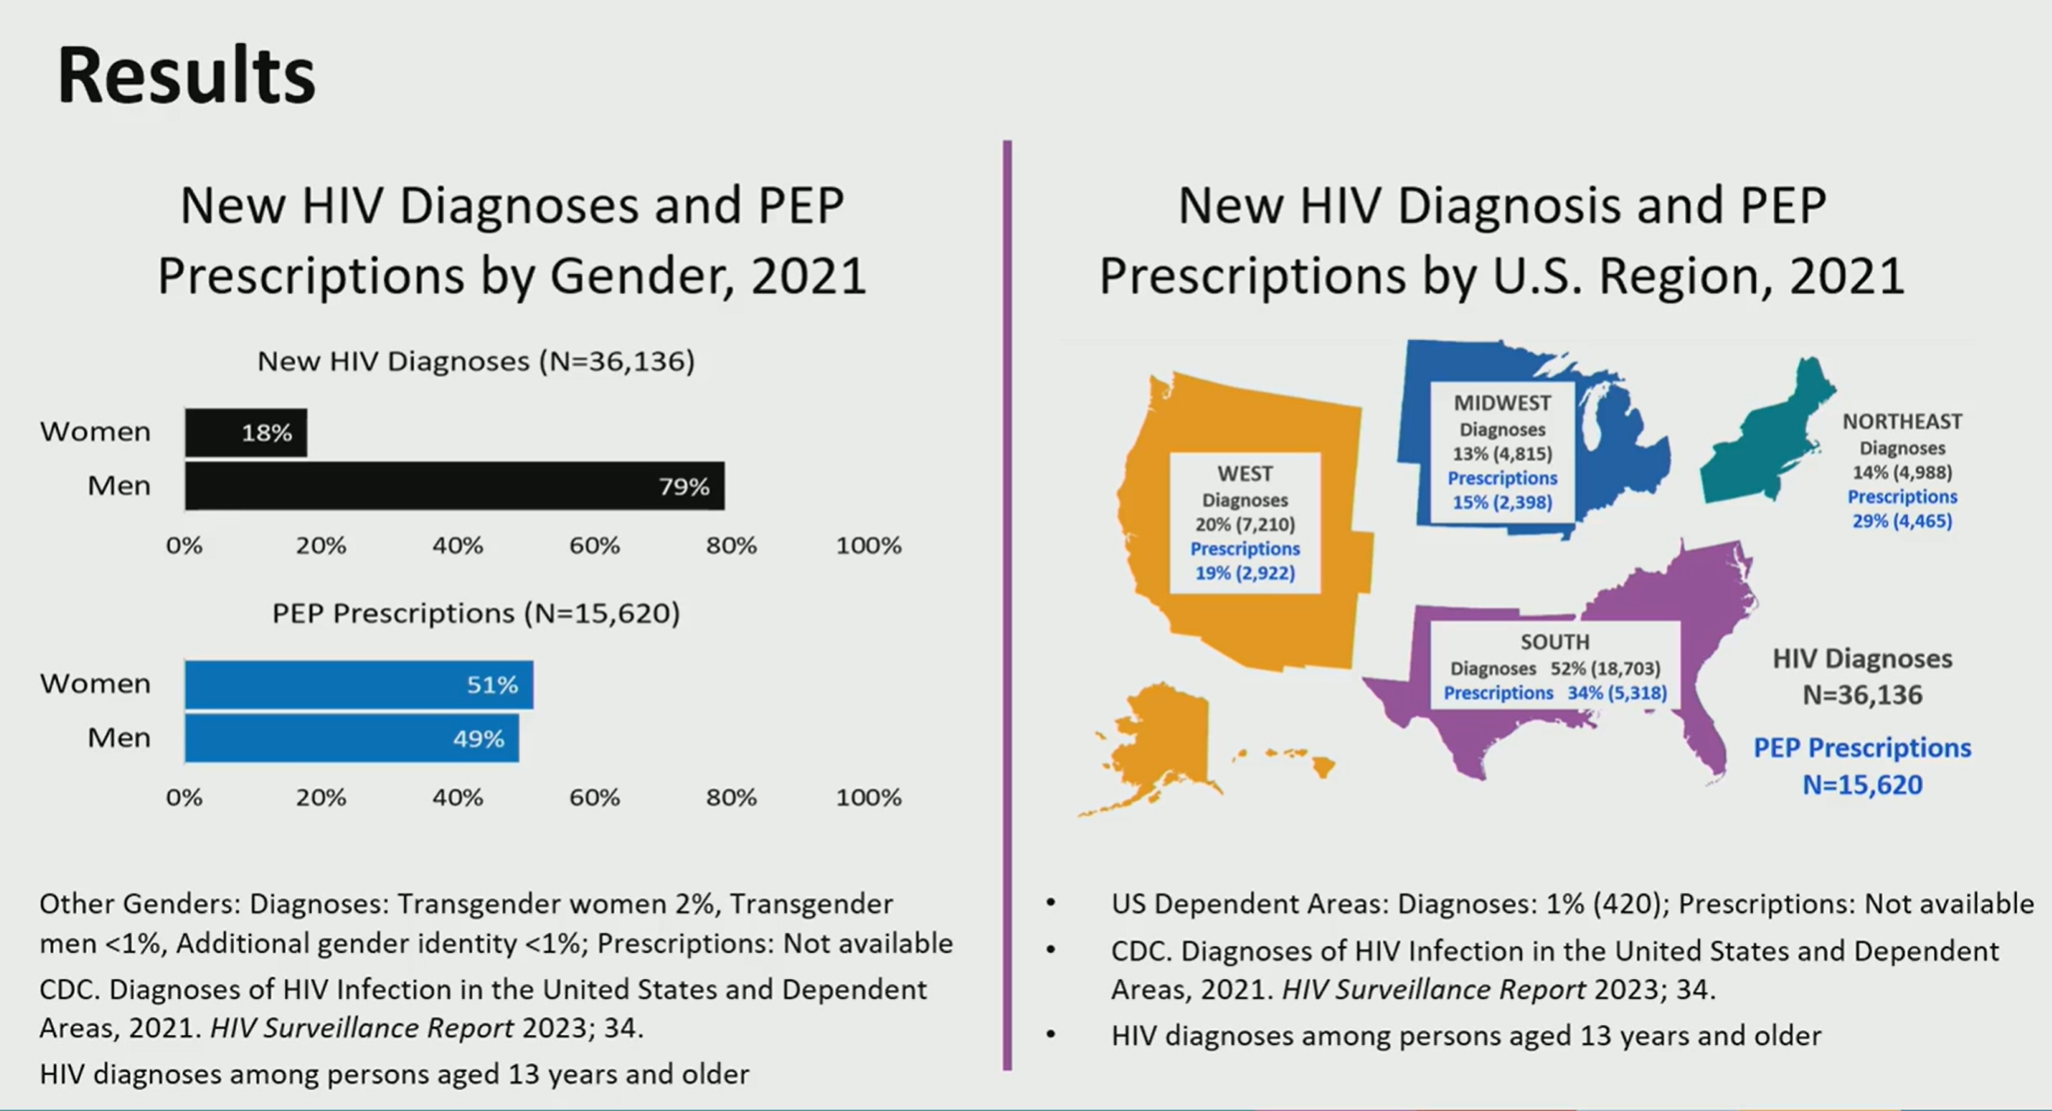 Results
New HIV Diagnoses and PEP
Prescriptions by Gender, 2021
New HIV Diagnoses (N=36,136)
Women 18%
Men 79%
0% 20% 40% 60% 80% 100%
PEP Prescriptions (N=15,620)
Women 51%
Men 49%
0% 20% 40% 60% 80% 100%
Other Genders: Diagnoses: Transgender women 2%, Transgender
men <1%, Additional gender identity <1%; Prescriptions: Not available
CDC. Diagnoses of HIV Infection in the United States and Dependent
Areas, 2021. HIV Surveillance Report 2023; 34.
HIV diagnoses among persons aged 13 years and older
New HIV Diagnosis and PEP
Prescriptions by U.S. Region, 2021
WEST
Diagnoses
20% (7,210)
Prescriptions
19% (2,922)
MIDWEST
Diagnoses
13% (4,815)
Prescriptions
15% (2,398)
NORTHEAST
Diagnoses
14% (4,988)
Prescriptions
29% (4,465)
SOUTH
Diagnoses 52% (18,703)
Prescriptions 34% (5,318)
HIV Diagnoses
N=36,136
PEP Prescriptions
N=15,620
• US Dependent Areas: Diagnoses: 1% (420); Prescriptions: Not available
• CDC. Diagnoses of HIV Infection in the United States and Dependent
Areas, 2021. HIV Surveillance Report 2023; 34.
• HIV diagnoses among persons aged 13 years and older